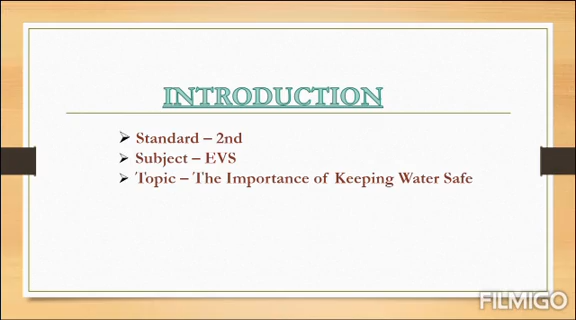 INTRODUCTION
➢ Standard – 2nd
➢ Subject – EVS
➢ Topic – The Importance of Keeping Water Safe
FILMIGO